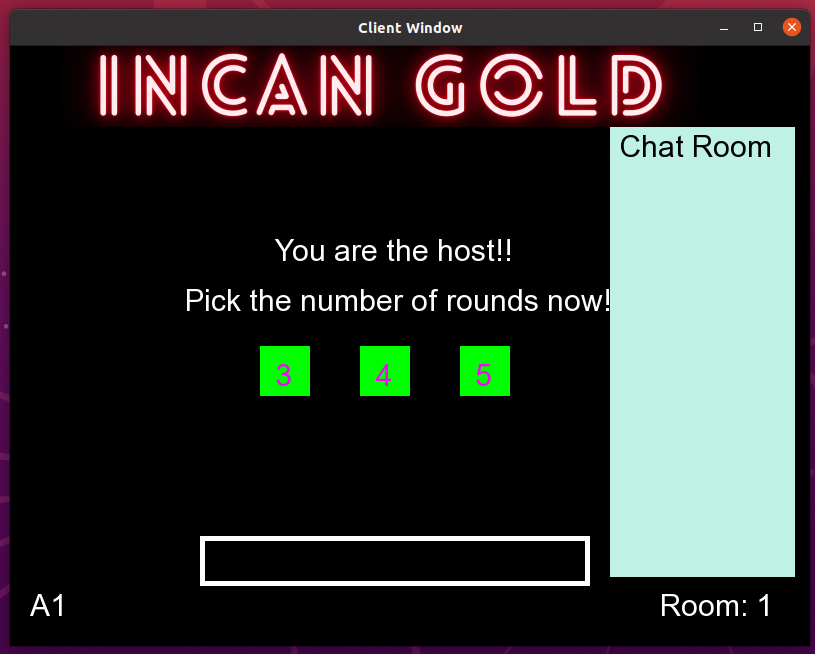 Client Window
INCAN GOLD
Chat Room
You are the host!!
Pick the number of rounds now!
3 4 5
A1
Room: 1